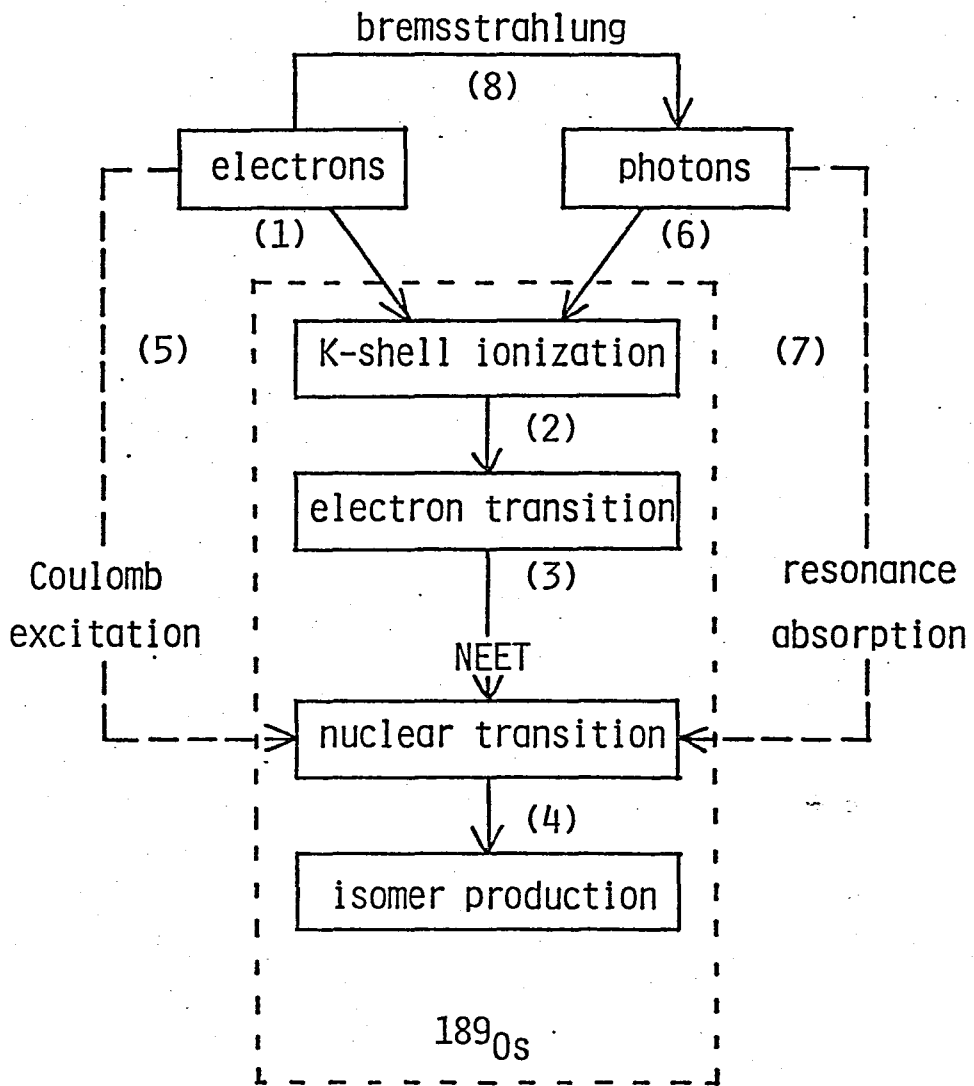 bremsstrahlung
(8)
electrons
photons
(1)
(6)
(5)
K-shell ionization
(7)
(2)
electron transition
(3)
Coulomb
excitation
resonance
absorption
NEET
nuclear transition
(4)
isomer production
189Os